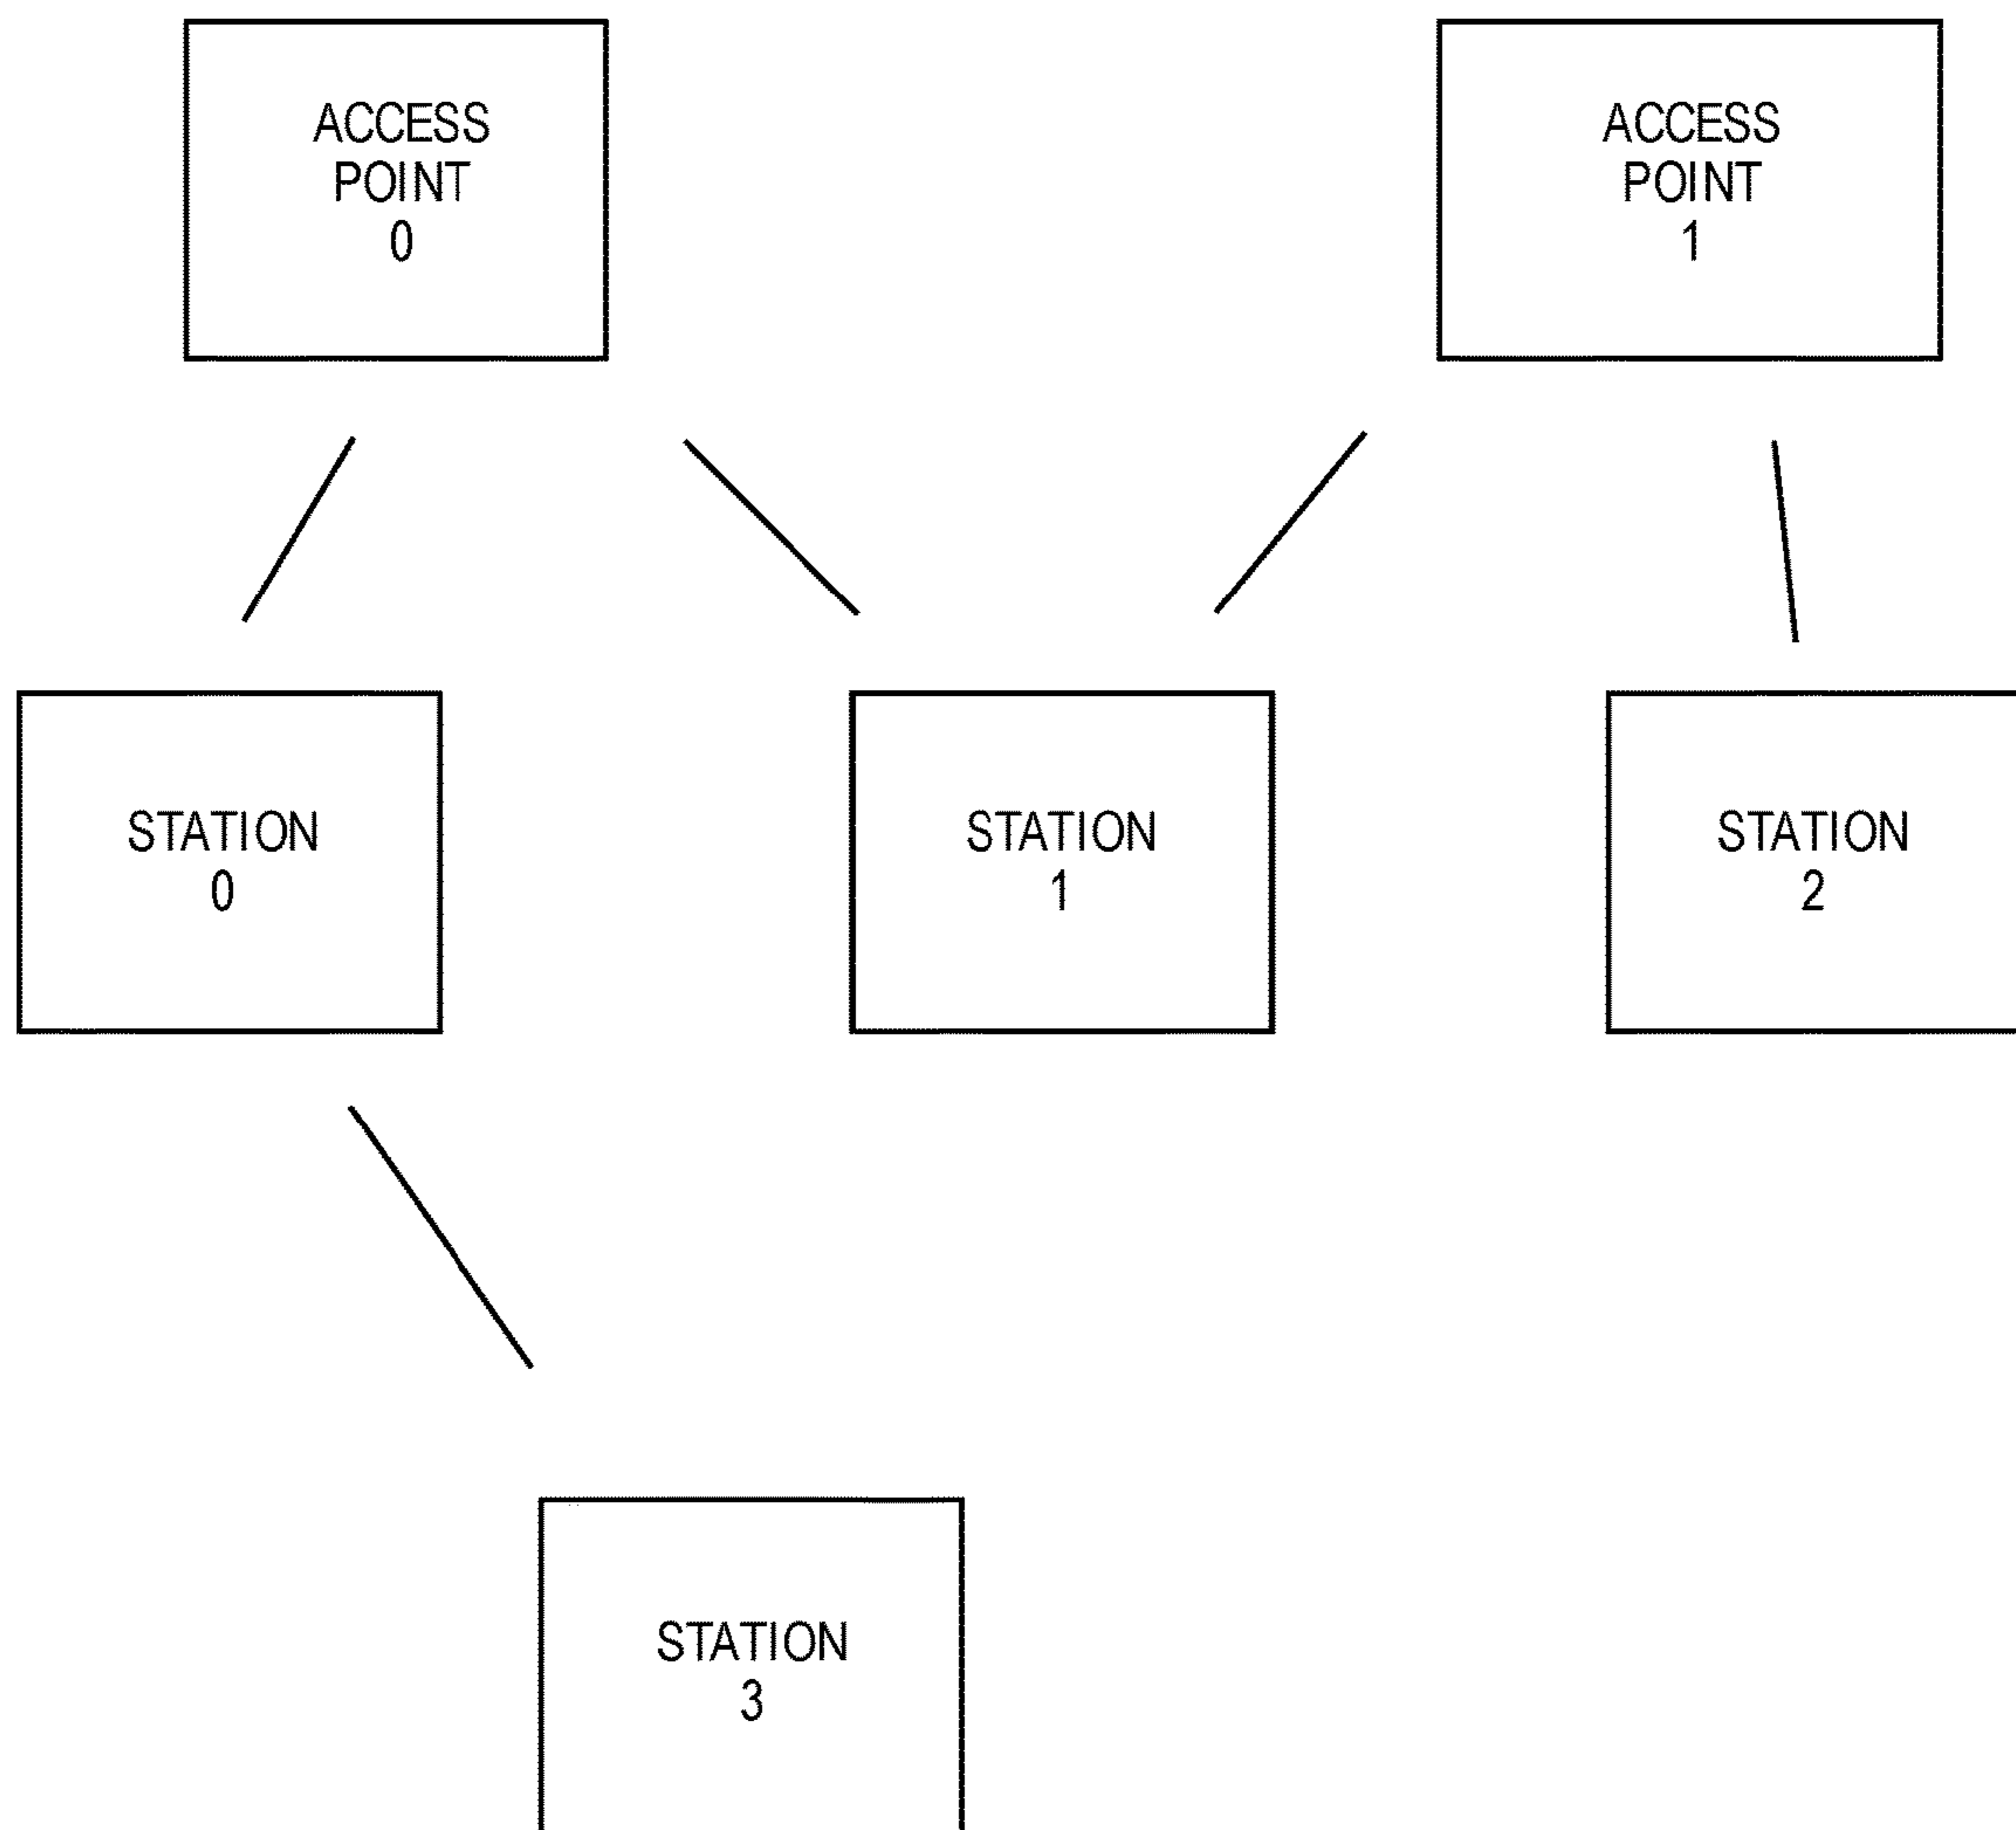 ACCESS
POINT
0
ACCESS
POINT
1
STATION
0
STATION
1
STATION
2
STATION
3